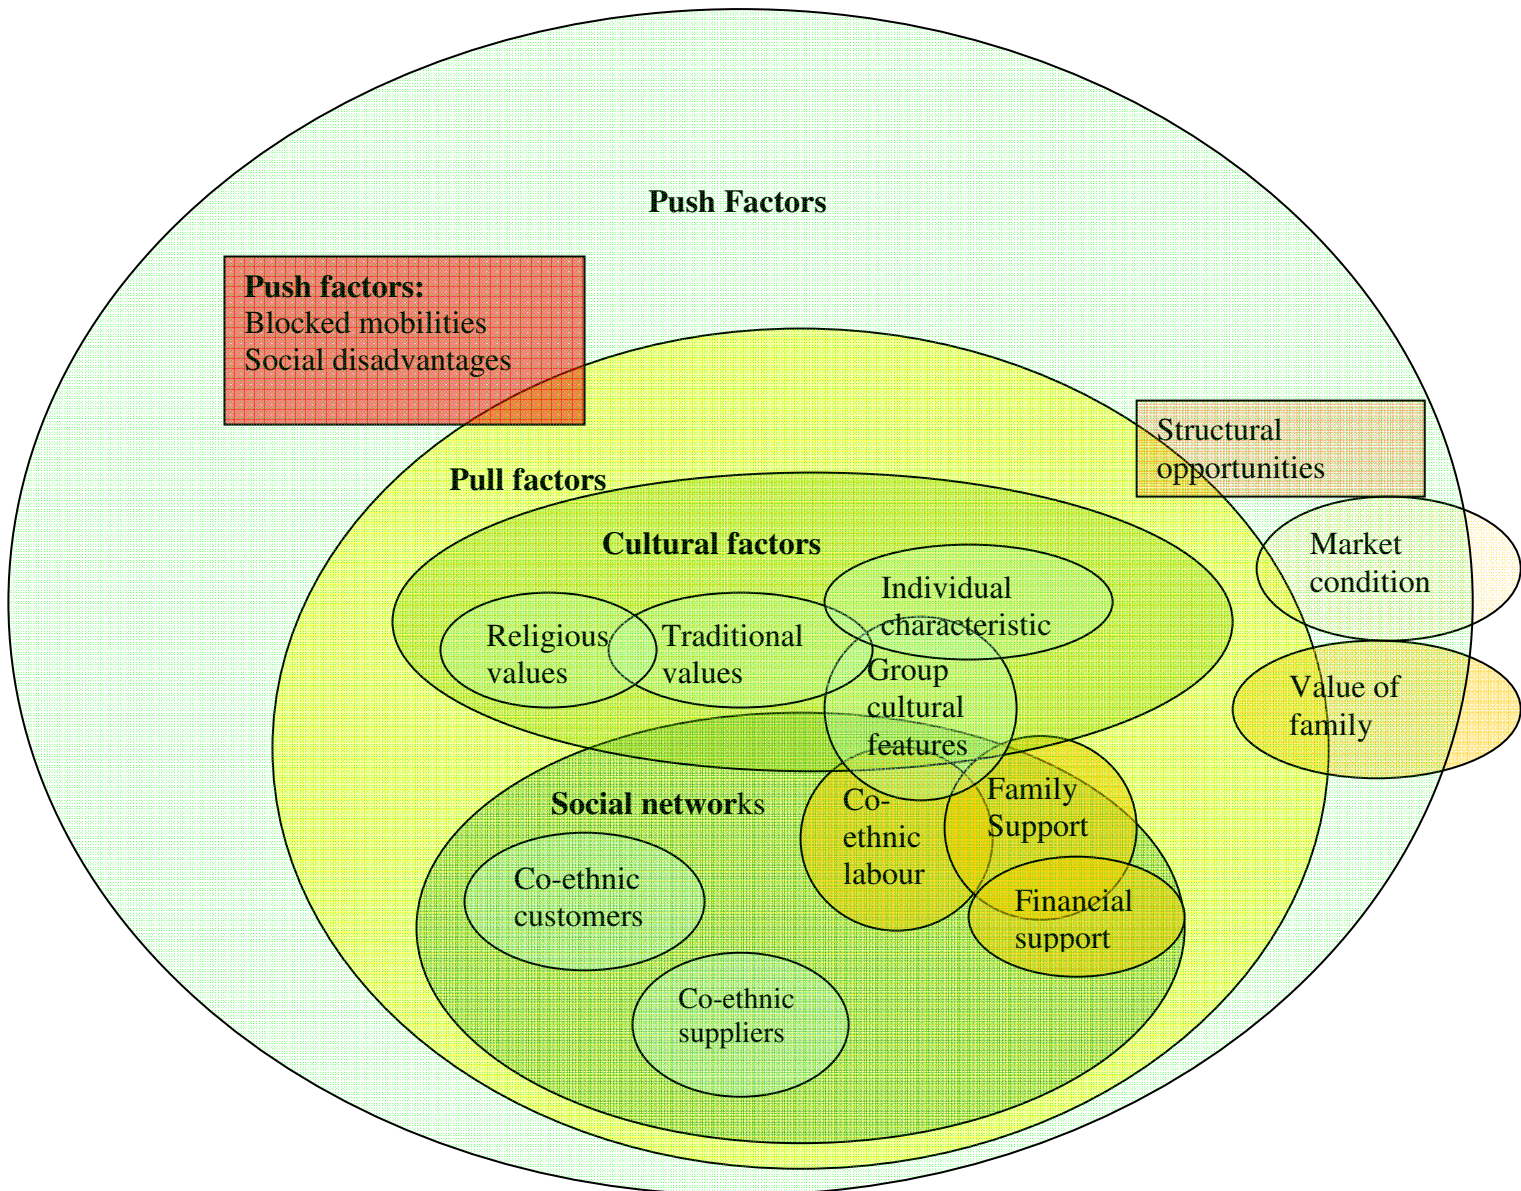 Push Factors
Push factors:
Blocked mobilities
Social disadvantages
Structural
opportunities
Pull factors
Market
condition
Cultural factors
Individual
characteristic
Religious
values
Traditional
values
Group
cultural
features
Value of
family
Social networks
Co-
ethnic
labour
Family
Support
Co-ethnic
customers
Financial
support
Co-ethnic
suppliers